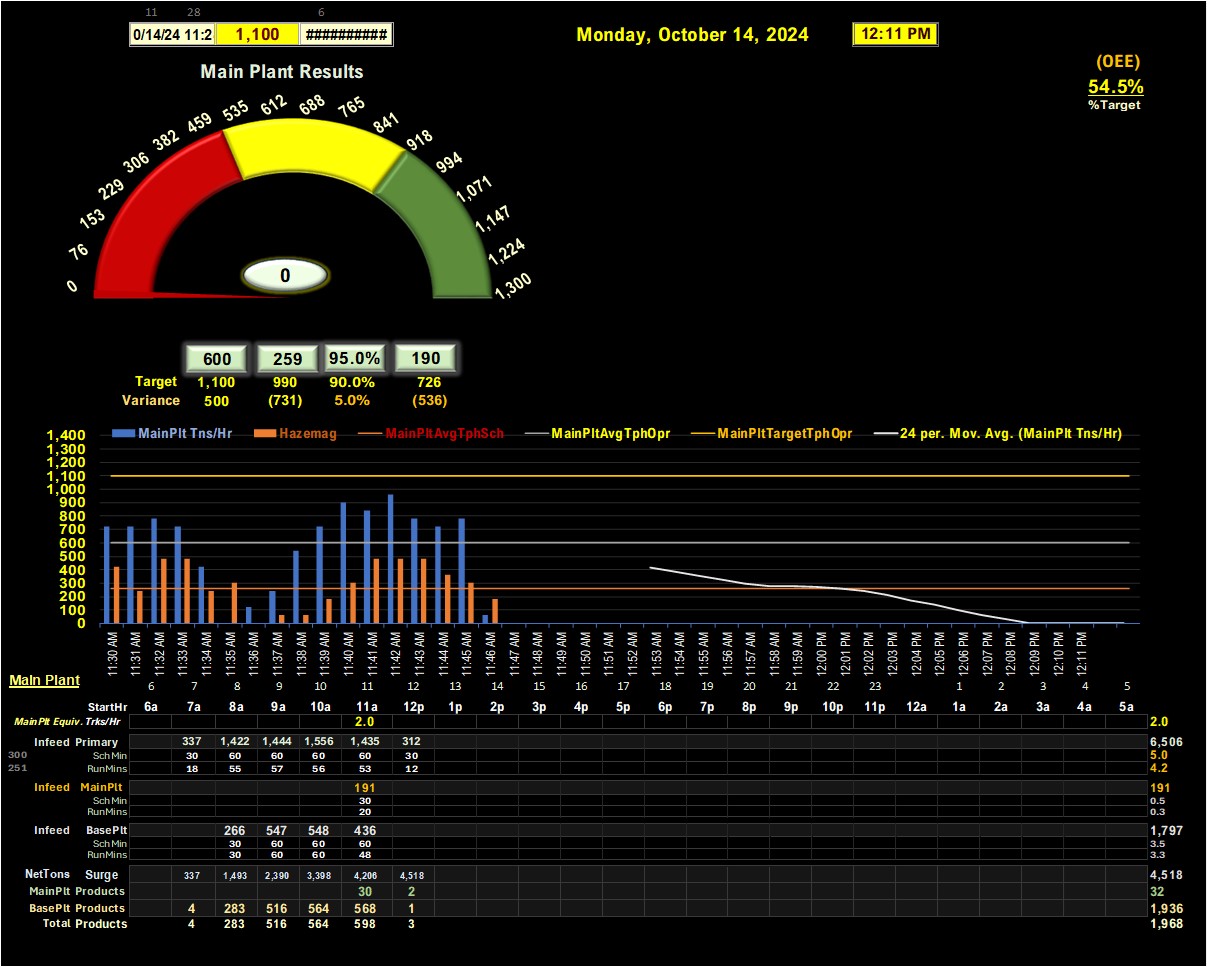 11 28 6
0/14/24 11:2 1,100 ########## Monday, October 14, 2024 12:11 PM
(OEE)
54.5%
%Target
Main Plant Results
0 76 153 229 306 382 459 535 612 688 765 841 918 994 1,071 1,147 1,224 1,300
0
600 259 95.0% 190
Target 1,100 990 90.0% 726
Variance 500 (731) 5.0% (536)
MainPlt Tns/Hr Hazemag MainPltAvgTphSch MainPltAvgTphOpr MainPltTargetTphOpr 24 per. Mov. Avg. (MainPlt Tns/Hr)
1,400
1,300
1,200
1,100
1,000
900
800
700
600
500
400
300
200
100
0
11:30 AM 11:31 AM 11:32 AM 11:33 AM 11:34 AM 11:35 AM 11:36 AM 11:37 AM 11:38 AM 11:39 AM 11:40 AM 11:41 AM 11:42 AM 11:43 AM 11:44 AM 11:45 AM 11:46 AM 11:47 AM 11:48 AM 11:49 AM 11:50 AM 11:51 AM 11:52 AM 11:53 AM 11:54 AM 11:55 AM 11:56 AM 11:57 AM 11:58 AM 11:59 AM 12:00 PM 12:01 PM 12:02 PM 12:03 PM 12:04 PM 12:05 PM 12:06 PM 12:07 PM 12:08 PM 12:09 PM 12:10 PM 12:11 PM
Main Plant
6 7 8 9 10 11 12 13 14 15 16 17 18 19 20 21 22 23 1 2 3 4 5
StartHr 6a 7a 8a 9a 10a 11a 12p 1p 2p 3p 4p 5p 6p 7p 8p 9p 10p 11p 12a 1a 2a 3a 4a 5a
MainPlt Equiv. Trks/Hr 2.0 2.0
Infeed Primary 337 1,422 1,444 1,556 1,435 312 6,506
300 SchMin 30 60 60 60 60 30 5.0
251 RunMins 18 55 57 56 53 12 4.2
Infeed MainPlt 191 191
SchMin 30 0.5
RunMins 20 0.3
Infeed BasePlt 266 547 548 436 1,797
SchMin 30 60 60 60 3.5
RunMins 30 60 60 48 3.3
NetTons Surge 337 1,493 2,390 3,398 4,206 4,518 4,518
MainPlt Products 30 2 32
BasePlt Products 4 283 516 564 568 1 1,936
Total Products 4 283 516 564 598 3 1,968